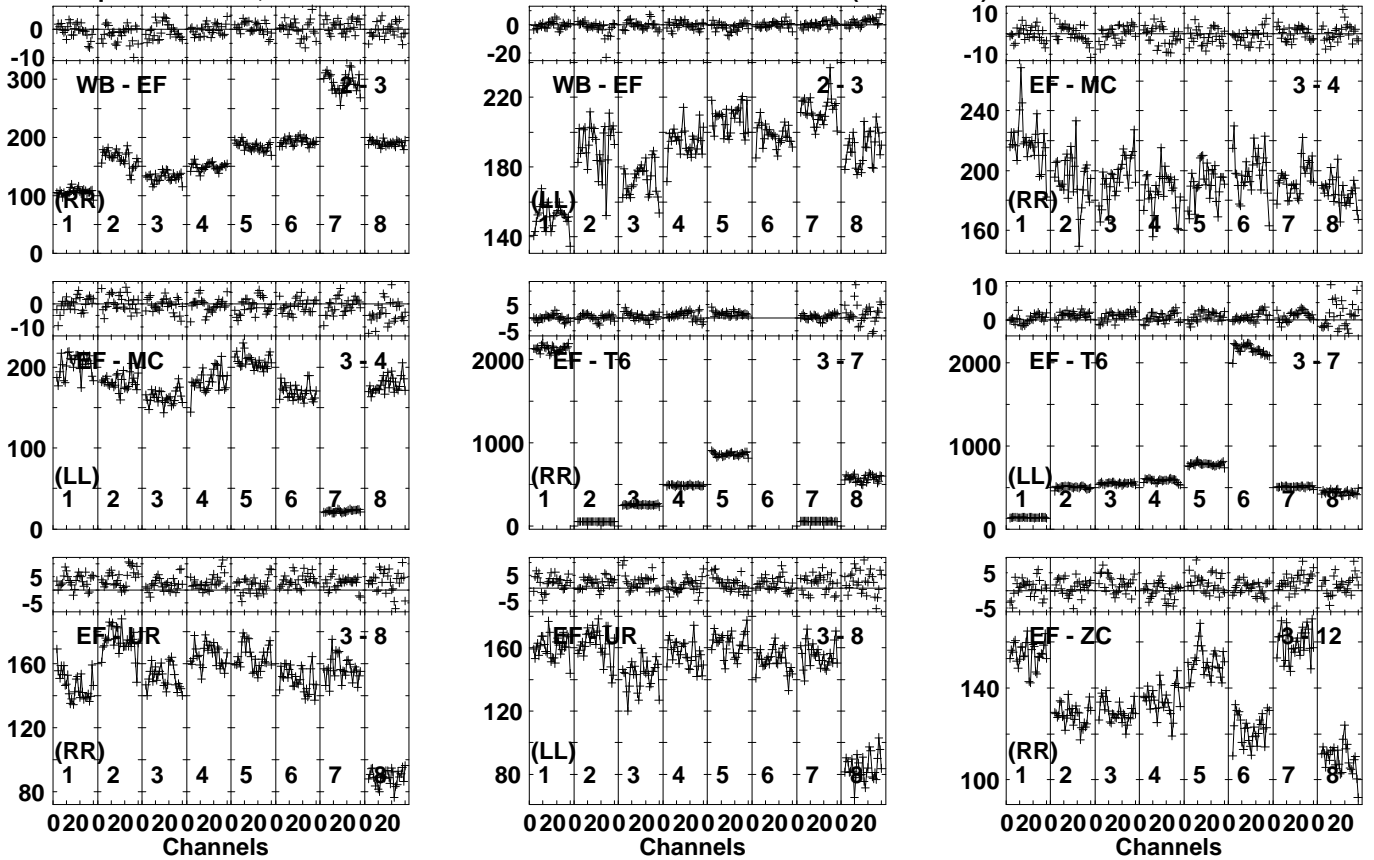 0 0 10
-10 -20 0
-10
300 WB - EF 2 - 3 220 WB - EF 2 - 3 280 EF - MC 3 - 4
240
200 180 200
100 (RR) (LL) (RR)
1 2 3 4 5 6 7 8 1 2 3 4 5 6 7 8 1 2 3 4 5 6 7 8
0 140 160
0 5 10
-10 -5 0
200 EF - MC 3 - 4 2000 EF - T6 3 - 7 2000 EF - T6 3 - 7
100 1000 1000
(LL) (RR) (LL)
1 2 3 4 5 6 7 8 1 2 3 4 5 6 7 8 1 2 3 4 5 6 7 8
0 0 0
5 5 5
-5 -5 -5
EF - UR 3 - 8 EF - UR 3 - 8 EF - ZC 3 - 12
160 160 140
120 120
(RR) (LL) (RR)
1 2 3 4 5 6 7 8 1 2 3 4 5 6 7 8 1 2 3 4 5 6 7 8
80 80 100
0 20 0 20 0 20 0 20 0 20 0 20 0 20 0 20 0 20 0 20 0 20 0 20 0 20 0 20 0 20 0 20 0 20 0 20 0 20 0 20 0 20 0 20 0 20 0 20
Channels Channels Channels